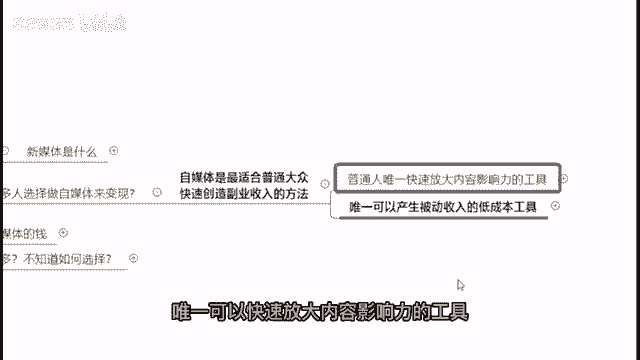 新媒体是什么
自媒体是最适合普通大众
快速创造副业收入的方法
普通人唯一快速放大内容影响力的工具
多人选择做自媒体来变现?
唯一可以产生被动收入的低成本工具
媒体的钱
多? 不知道如何选择?
唯一可以快速放大内容影响力的工具